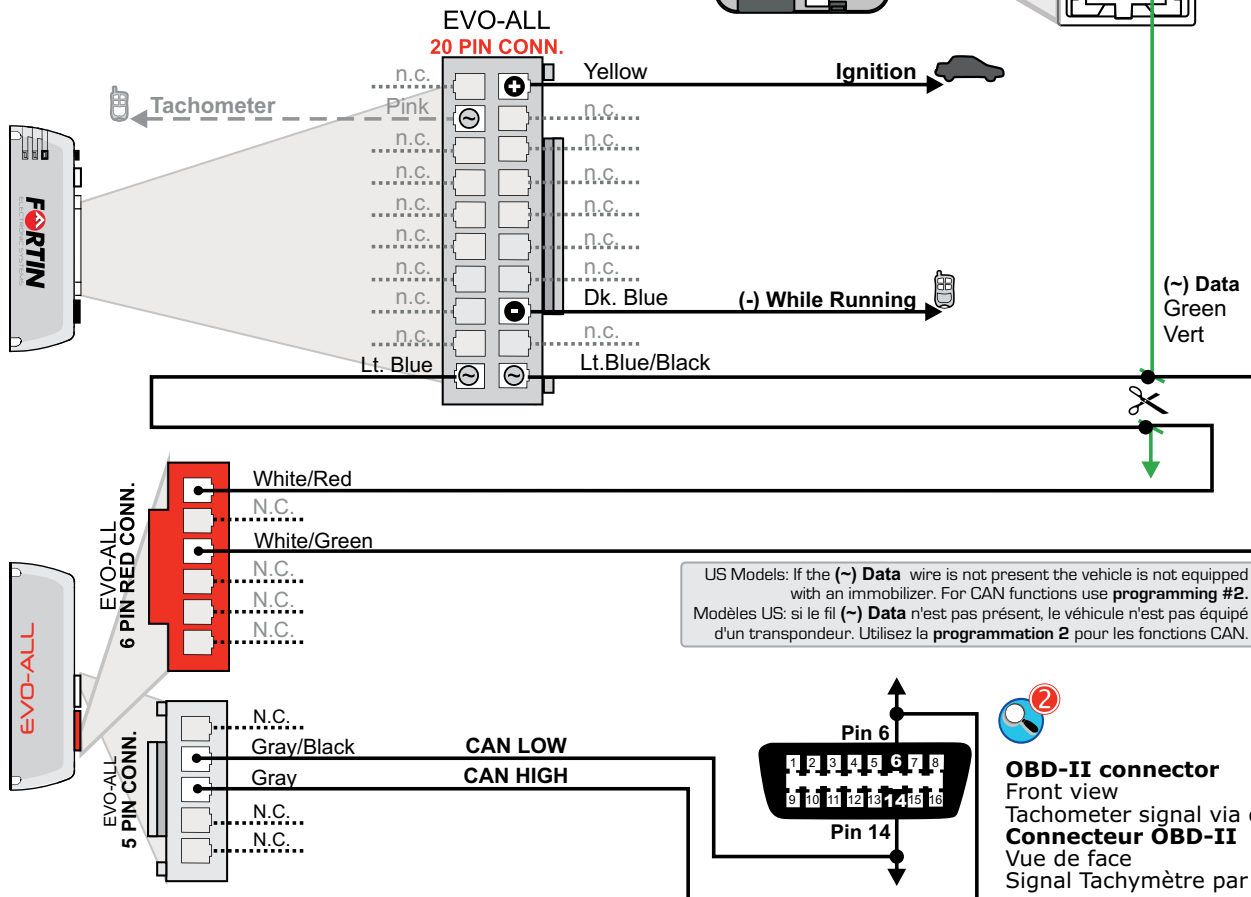 EVO-ALL
20 PIN CONN.
n.c. Yellow Ignition
Tachometer Pink n.c.
n.c. n.c.
n.c. n.c.
n.c. n.c.
n.c. n.c.
n.c. n.c.
n.c. Dk. Blue (-) While Running
n.c. n.c.
Lt. Blue Lt.Blue/Black
FORTIN
ELECTRONIC SYSTEMS
(~) Data
Green
Vert
EVO-ALL
6 PIN RED CONN.
White/Red
N.C.
White/Green
N.C.
N.C.
N.C.
US Models: If the (~) Data wire is not present the vehicle is not equipped
with an immobilizer. For CAN functions use programming #2.
Modèles US: si le fil (~) Data n'est pas présent, le véhicule n'est pas équipé
d'un transpondeur. Utilisez la programmation 2 pour les fonctions CAN.
EVO-ALL
EVO-ALL
5 PIN CONN.
N.C.
Gray/Black CAN LOW
Gray CAN HIGH
N.C.
N.C.
Pin 6
1 2 3 4 5 6 7 8
9 10 11 12 13 14 15 16
Pin 14
2
OBD-II connector
Front view
Tachometer signal via
Connecteur OBD-II
Vue de face
Signal Tachymètre par